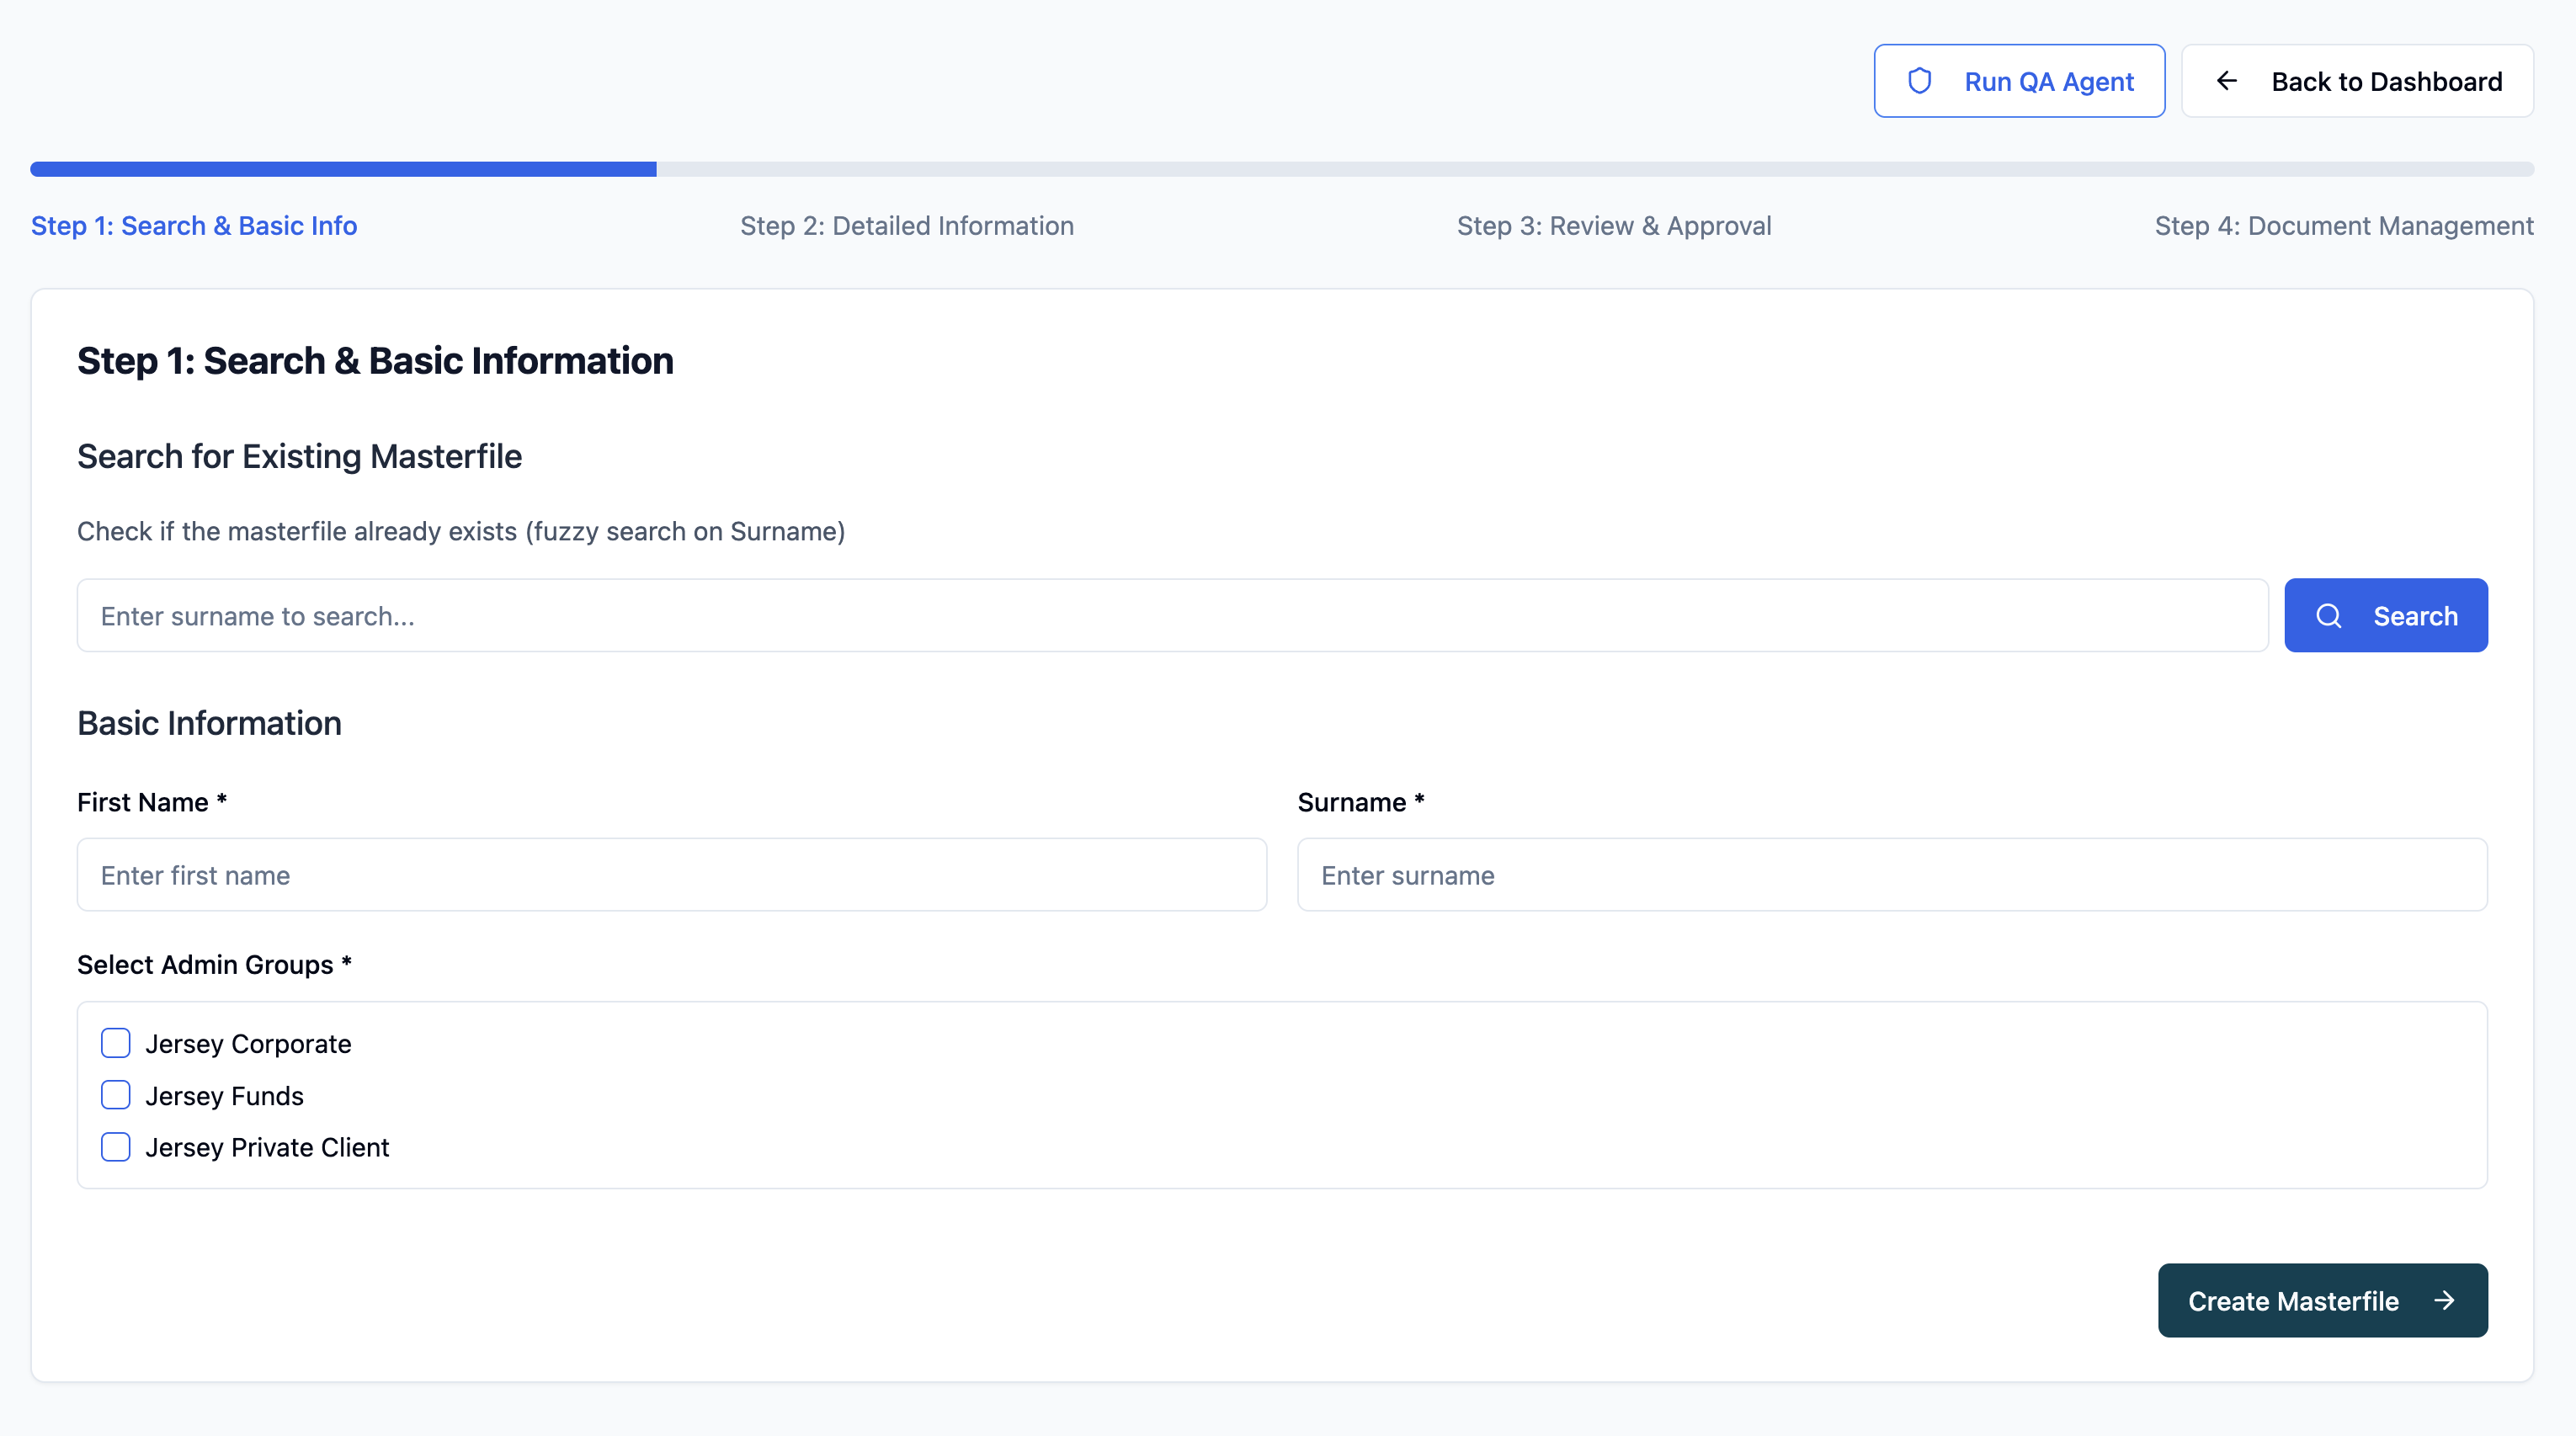 Run QA Agent
Back to Dashboard
Step 1: Search & Basic Info
Step 2: Detailed Information
Step 3: Review & Approval
Step 4: Document Management
Step 1: Search & Basic Information
Search for Existing Masterfile
Check if the masterfile already exists (fuzzy search on Surname)
Enter surname to search...
Search
Basic Information
First Name *
Surname *
Enter first name
Enter surname
Select Admin Groups *
Jersey Corporate
Jersey Funds
Jersey Private Client
Create Masterfile